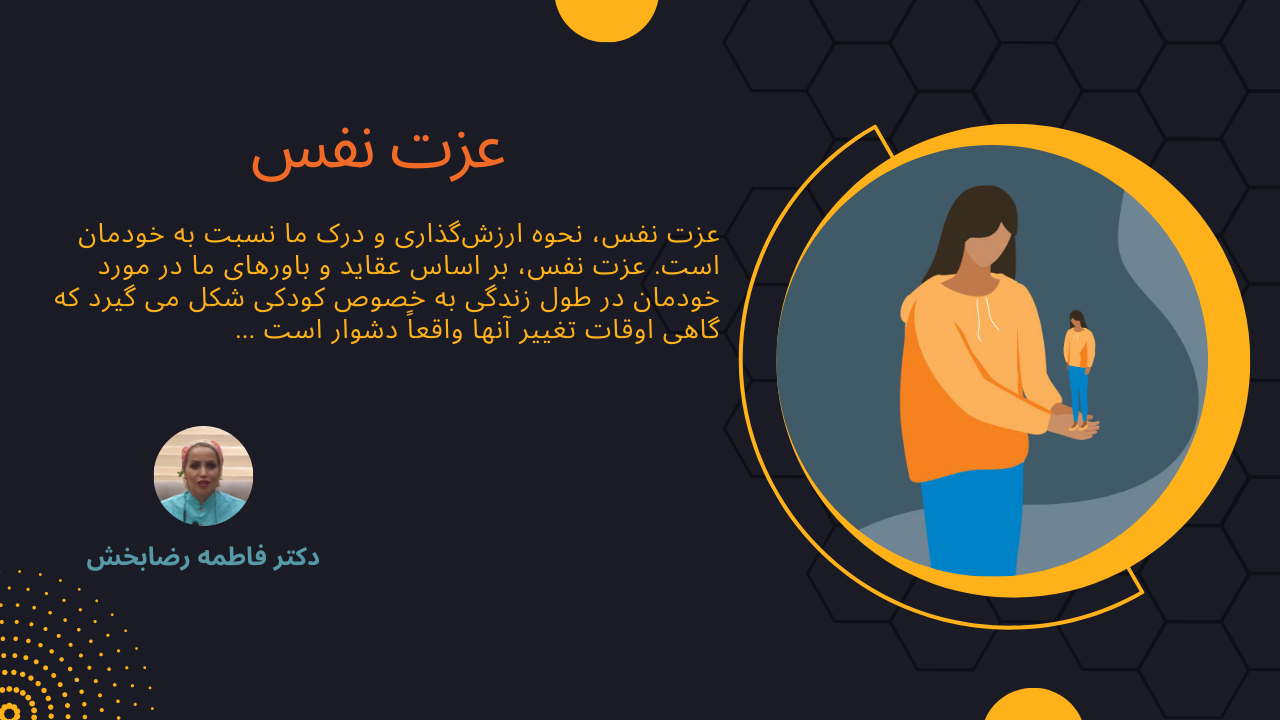 عزت نفس
عزت نفس، نحوه ارزش‌گذاری و درک ما نسبت به خودمان
است. عزت نفس، بر اساس عقاید و باورهای ما در مورد
خودمان در طول زندگی به خصوص کودکی شکل می گیرد که
گاهی اوقات تغییر آنها واقعاً دشوار است ...
دکتر فاطمه رضابخش